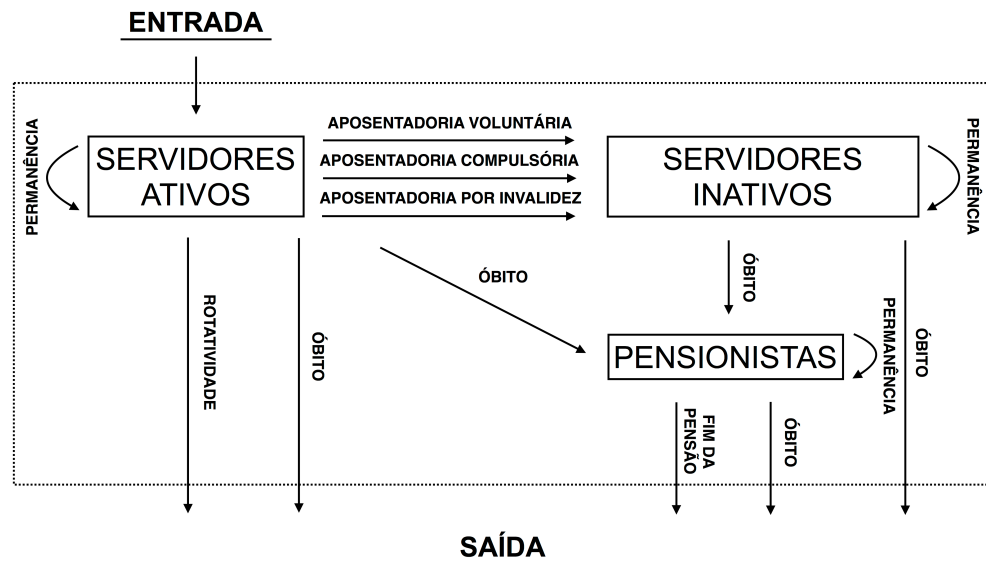 ENTRADA
APOSENTADORIA VOLUNTÁRIA
PERMANÊNCIA
SERVIDORES
ATIVOS
APOSENTADORIA COMPULSÓRIA
APOSENTADORIA POR INVALIDEZ
SERVIDORES
INATIVOS
PERMANÊNCIA
ROTATIVIDADE
ÓBITO
ÓBITO
ÓBITO
PENSIONISTAS
PERMANÊNCIA
ÓBITO
FIM DA
PENSÃO
ÓBITO
SAÍDA